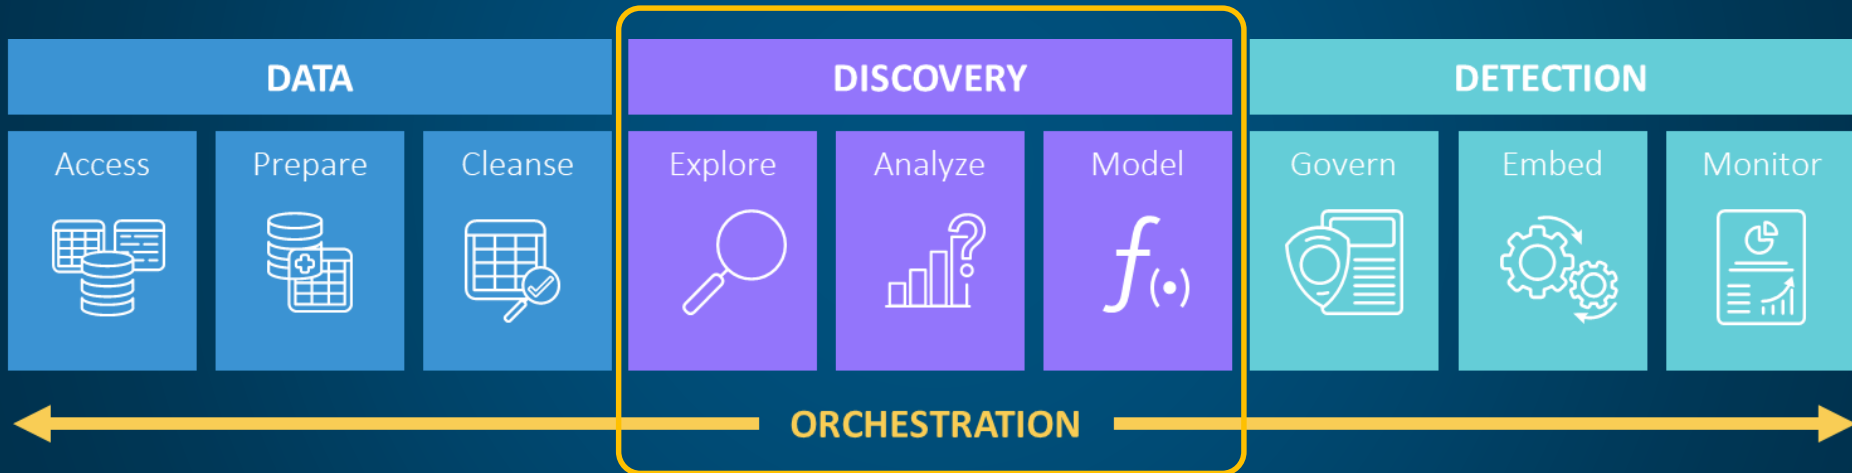 DATA
DISCOVERY
DETECTION
Access
Prepare
Cleanse
Explore
Analyze
Model
Govern
Embed
Monitor
?
f(•)
ORCHESTRATION